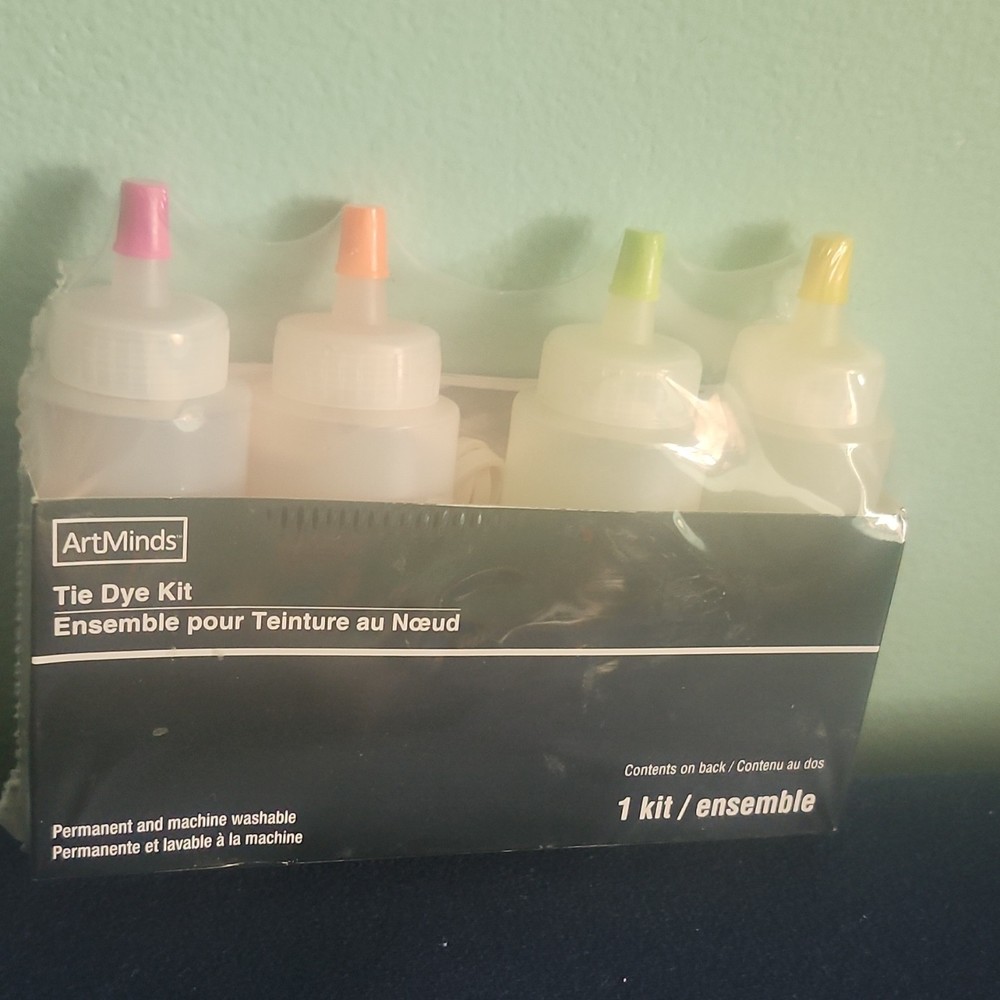 ArtMinds™
Tie Dye Kit
Ensemble pour Teinture au Nœud
Contents on back / Contenu au dos
1 kit / ensemble
Permanent and machine washable
Permanente et lavable à la machine